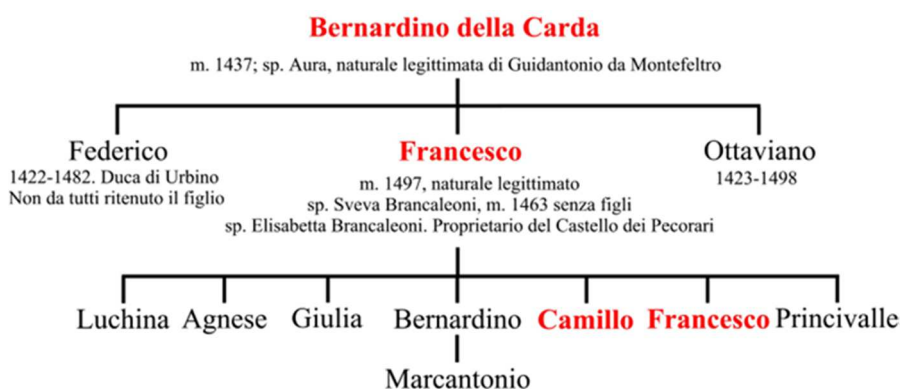 Bernardino della Carda
m. 1437; sp. Aura, naturale legittimata di Guidantonio da Montefeltro
Federico
1422-1482. Duca di Urbino
Non da tutti ritenuto il figlio
Francesco
m. 1497, naturale legittimato
sp. Sveva Brancaleoni, m. 1463 senza figli
sp. Elisabetta Brancaleoni. Proprietario del Castello dei Pecorari
Ottaviano
1423-1498
Luchina Agnese Giulia Bernardino Camillo Francesco Princivalle
Marcantonio